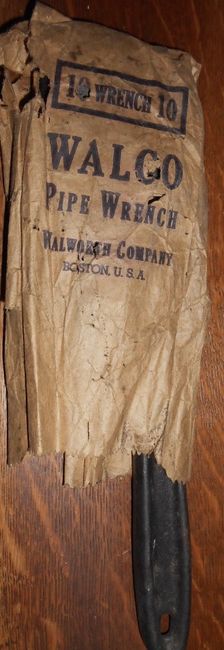 10 WRENCH 10
WALCO
PIPE WRENCH
WALWORTH COMPANY
BOSTON, U.S.A.